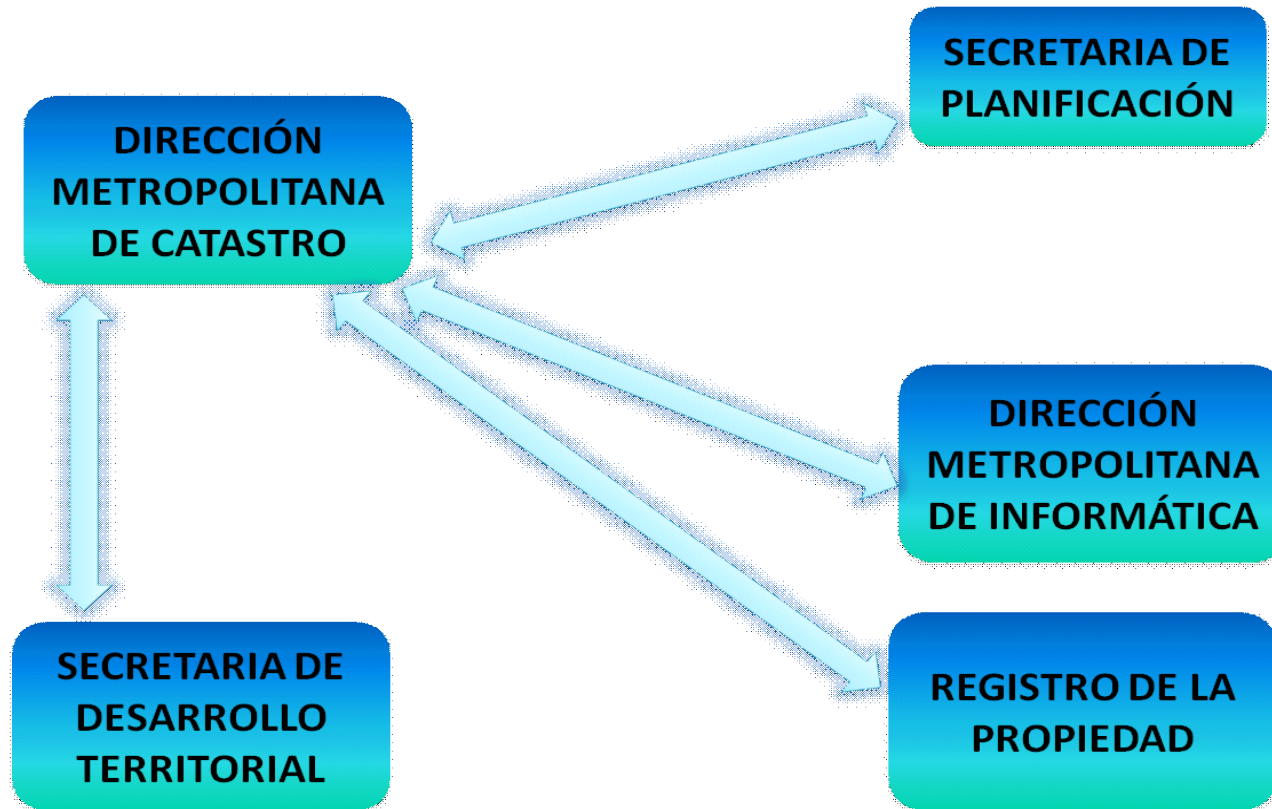 SECRETARIA DE
PLANIFICACIÓN
DIRECCIÓN
METROPOLITANA
DE CATASTRO
DIRECCIÓN
METROPOLITANA
DE INFORMÁTICA
SECRETARIA DE
DESARROLLO
TERRITORIAL
REGISTRO DE LA
PROPIEDAD